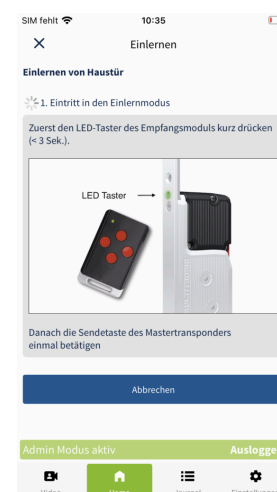 SIM fehlt 10:35
Einlernen
Einlernen von Haustür
1. Eintritt in den Einlernmodus
Zuerst den LED-Taster des Empfangsmoduls kurz drücken
(< 3 Sek.).
LED Taster
Danach die Sendetaste des Mastertransponders
einmal betätigen
Abbrechen
Admin Modus aktiv Auslogge